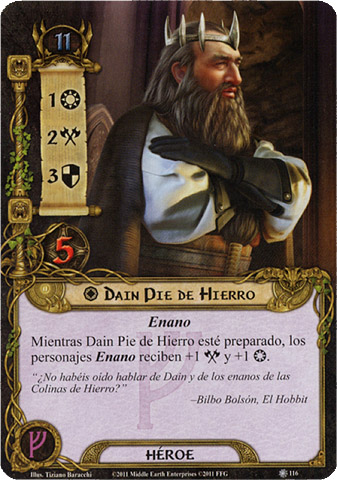 11
1
2
3
5
Dain Pie de Hierro
Enano
Mientras Dain Pie de Hierro esté preparado, los
personajes Enano reciben +1 y +1 .
“¿No habéis oído hablar de Dain y de los enanos de las
Colinas de Hierro?”
–Bilbo Bolsón, El Hobbit
HÉROE
Illus. Tiziano Baracchi ©2011 Middle Earth Enterprises ©2011 FFG 116